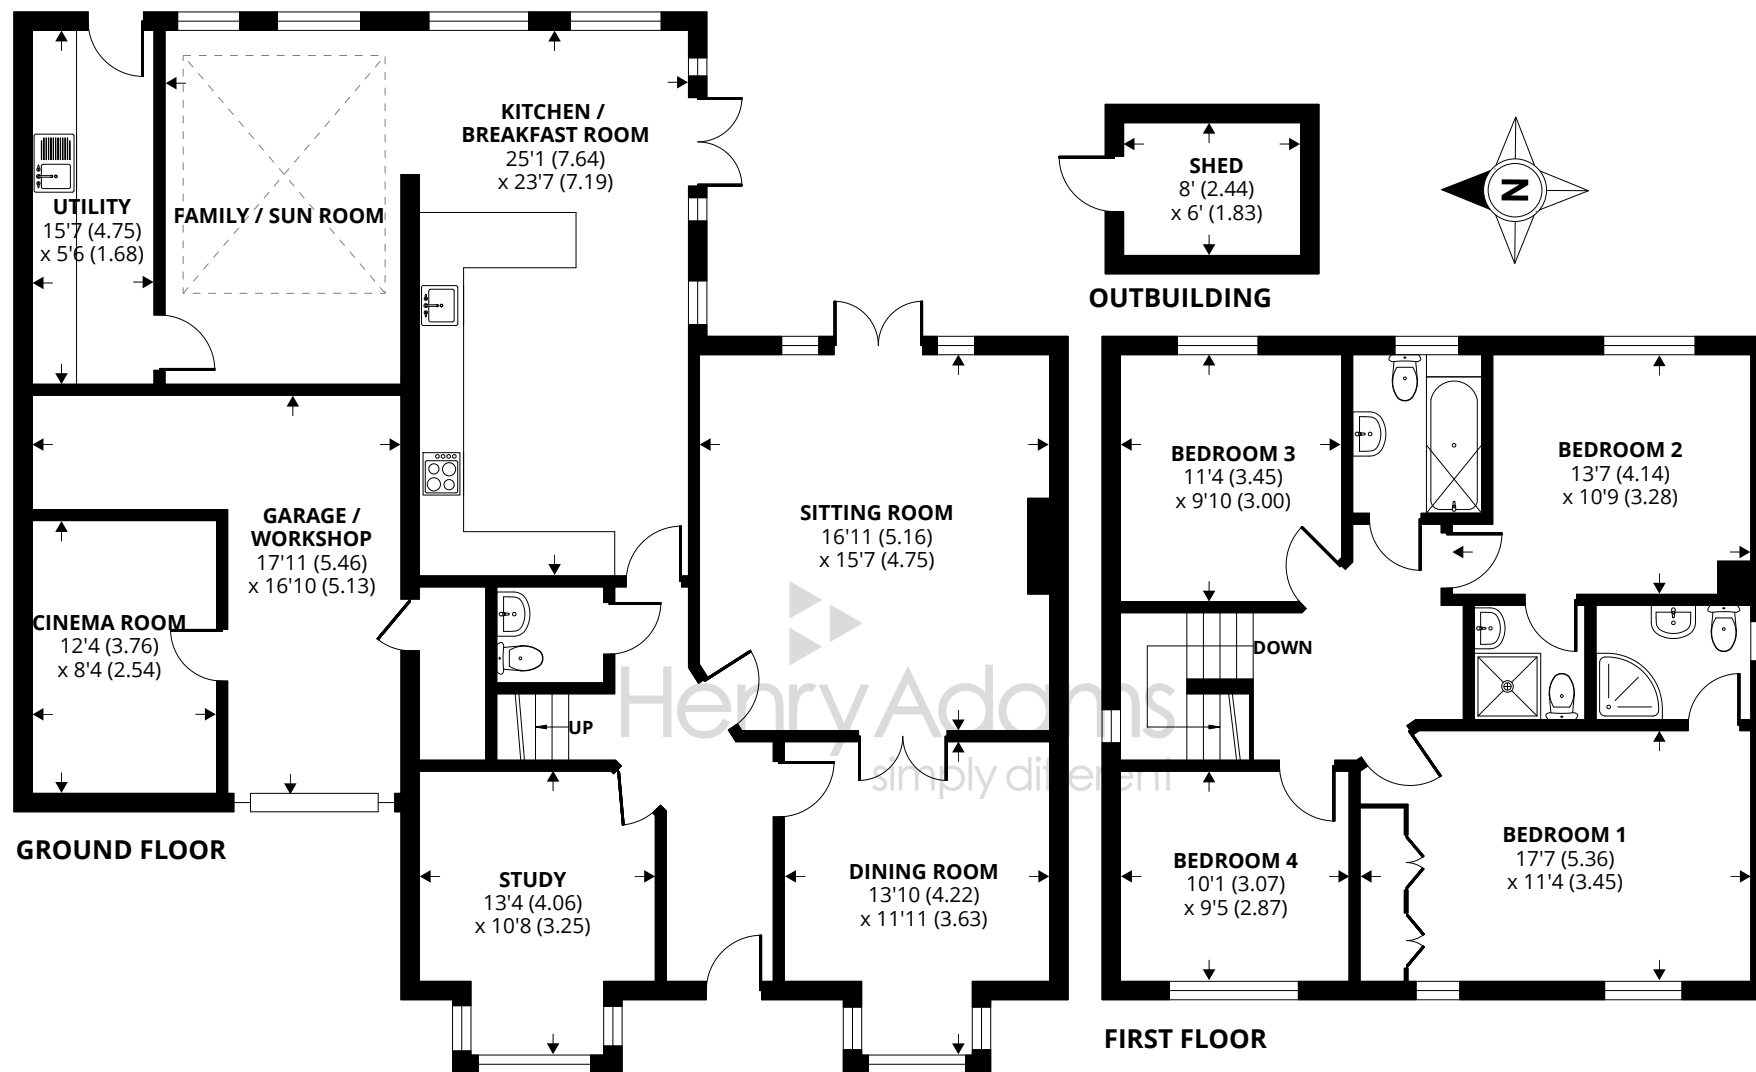 KITCHEN /
BREAKFAST ROOM
25'1 (7.64)
x 23'7 (7.19)
UTILITY
15'7 (4.75)
x 5'6 (1.68)
FAMILY / SUN ROOM
SHED
8' (2.44)
x 6' (1.83)
OUTBUILDING
N
GARAGE /
WORKSHOP
17'11 (5.46)
x 16'10 (5.13)
CINEMA ROOM
12'4 (3.76)
x 8'4 (2.54)
SITTING ROOM
16'11 (5.16)
x 15'7 (4.75)
BEDROOM 3
11'4 (3.45)
x 9'10 (3.00)
BEDROOM 2
13'7 (4.14)
x 10'9 (3.28)
DOWN
UP
HenryAdams
simply different
GROUND FLOOR
STUDY
13'4 (4.06)
x 10'8 (3.25)
DINING ROOM
13'10 (4.22)
x 11'11 (3.63)
BEDROOM 4
10'1 (3.07)
x 9'5 (2.87)
BEDROOM 1
17'7 (5.36)
x 11'4 (3.45)
FIRST FLOOR